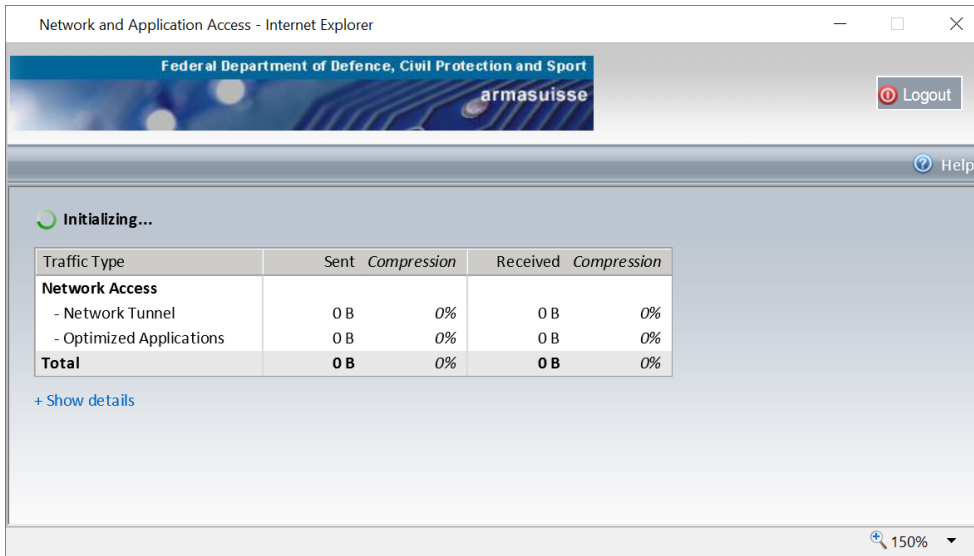 Network and Application Access - Internet Explorer
Federal Department of Defence, Civil Protection and Sport
armasuisse
Logout
Help
Initializing...
Traffic Type Sent Compression Received Compression
Network Access
- Network Tunnel 0 B 0% 0 B 0%
- Optimized Applications 0 B 0% 0 B 0%
Total 0 B 0% 0 B 0%
+ Show details
150%